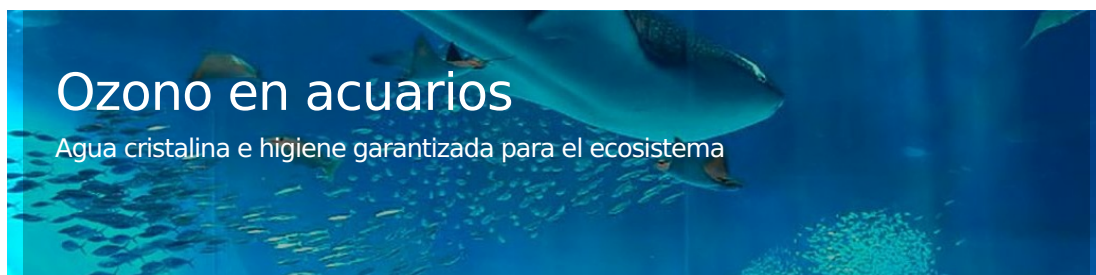 Ozono en acuarios
Agua cristalina e higiene garantizada para el ecosistema